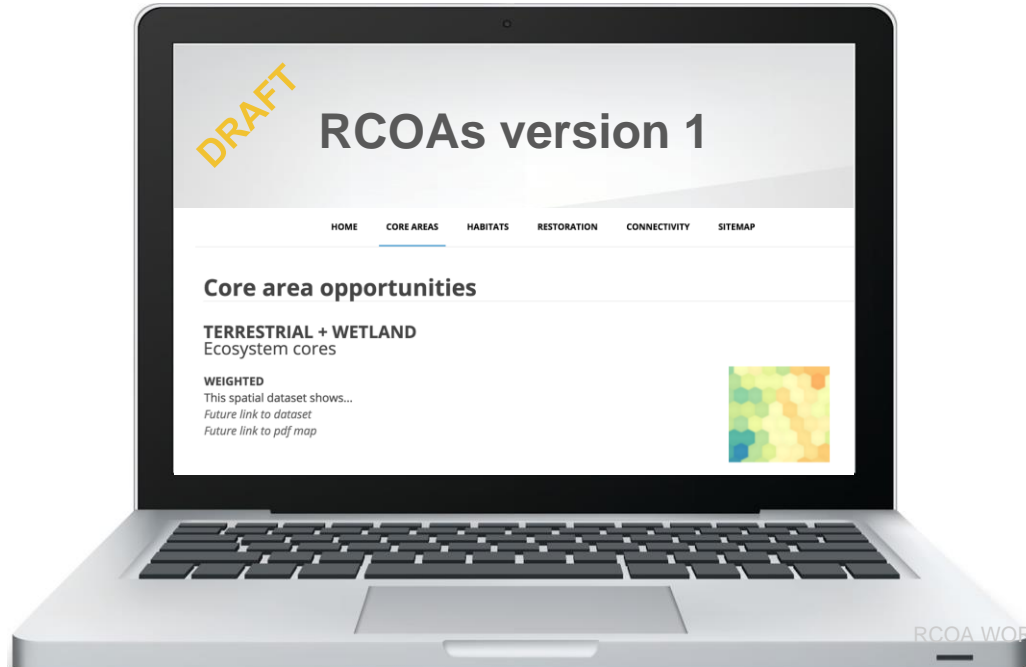 DRAFT
RCOAs version 1
HOME CORE AREAS HABITATS RESTORATION CONNECTIVITY SITEMAP
Core area opportunities
TERRESTRIAL + WETLAND
Ecosystem cores
WEIGHTED
This spatial dataset shows...
Future link to dataset
Future link to pdf map
RCOA